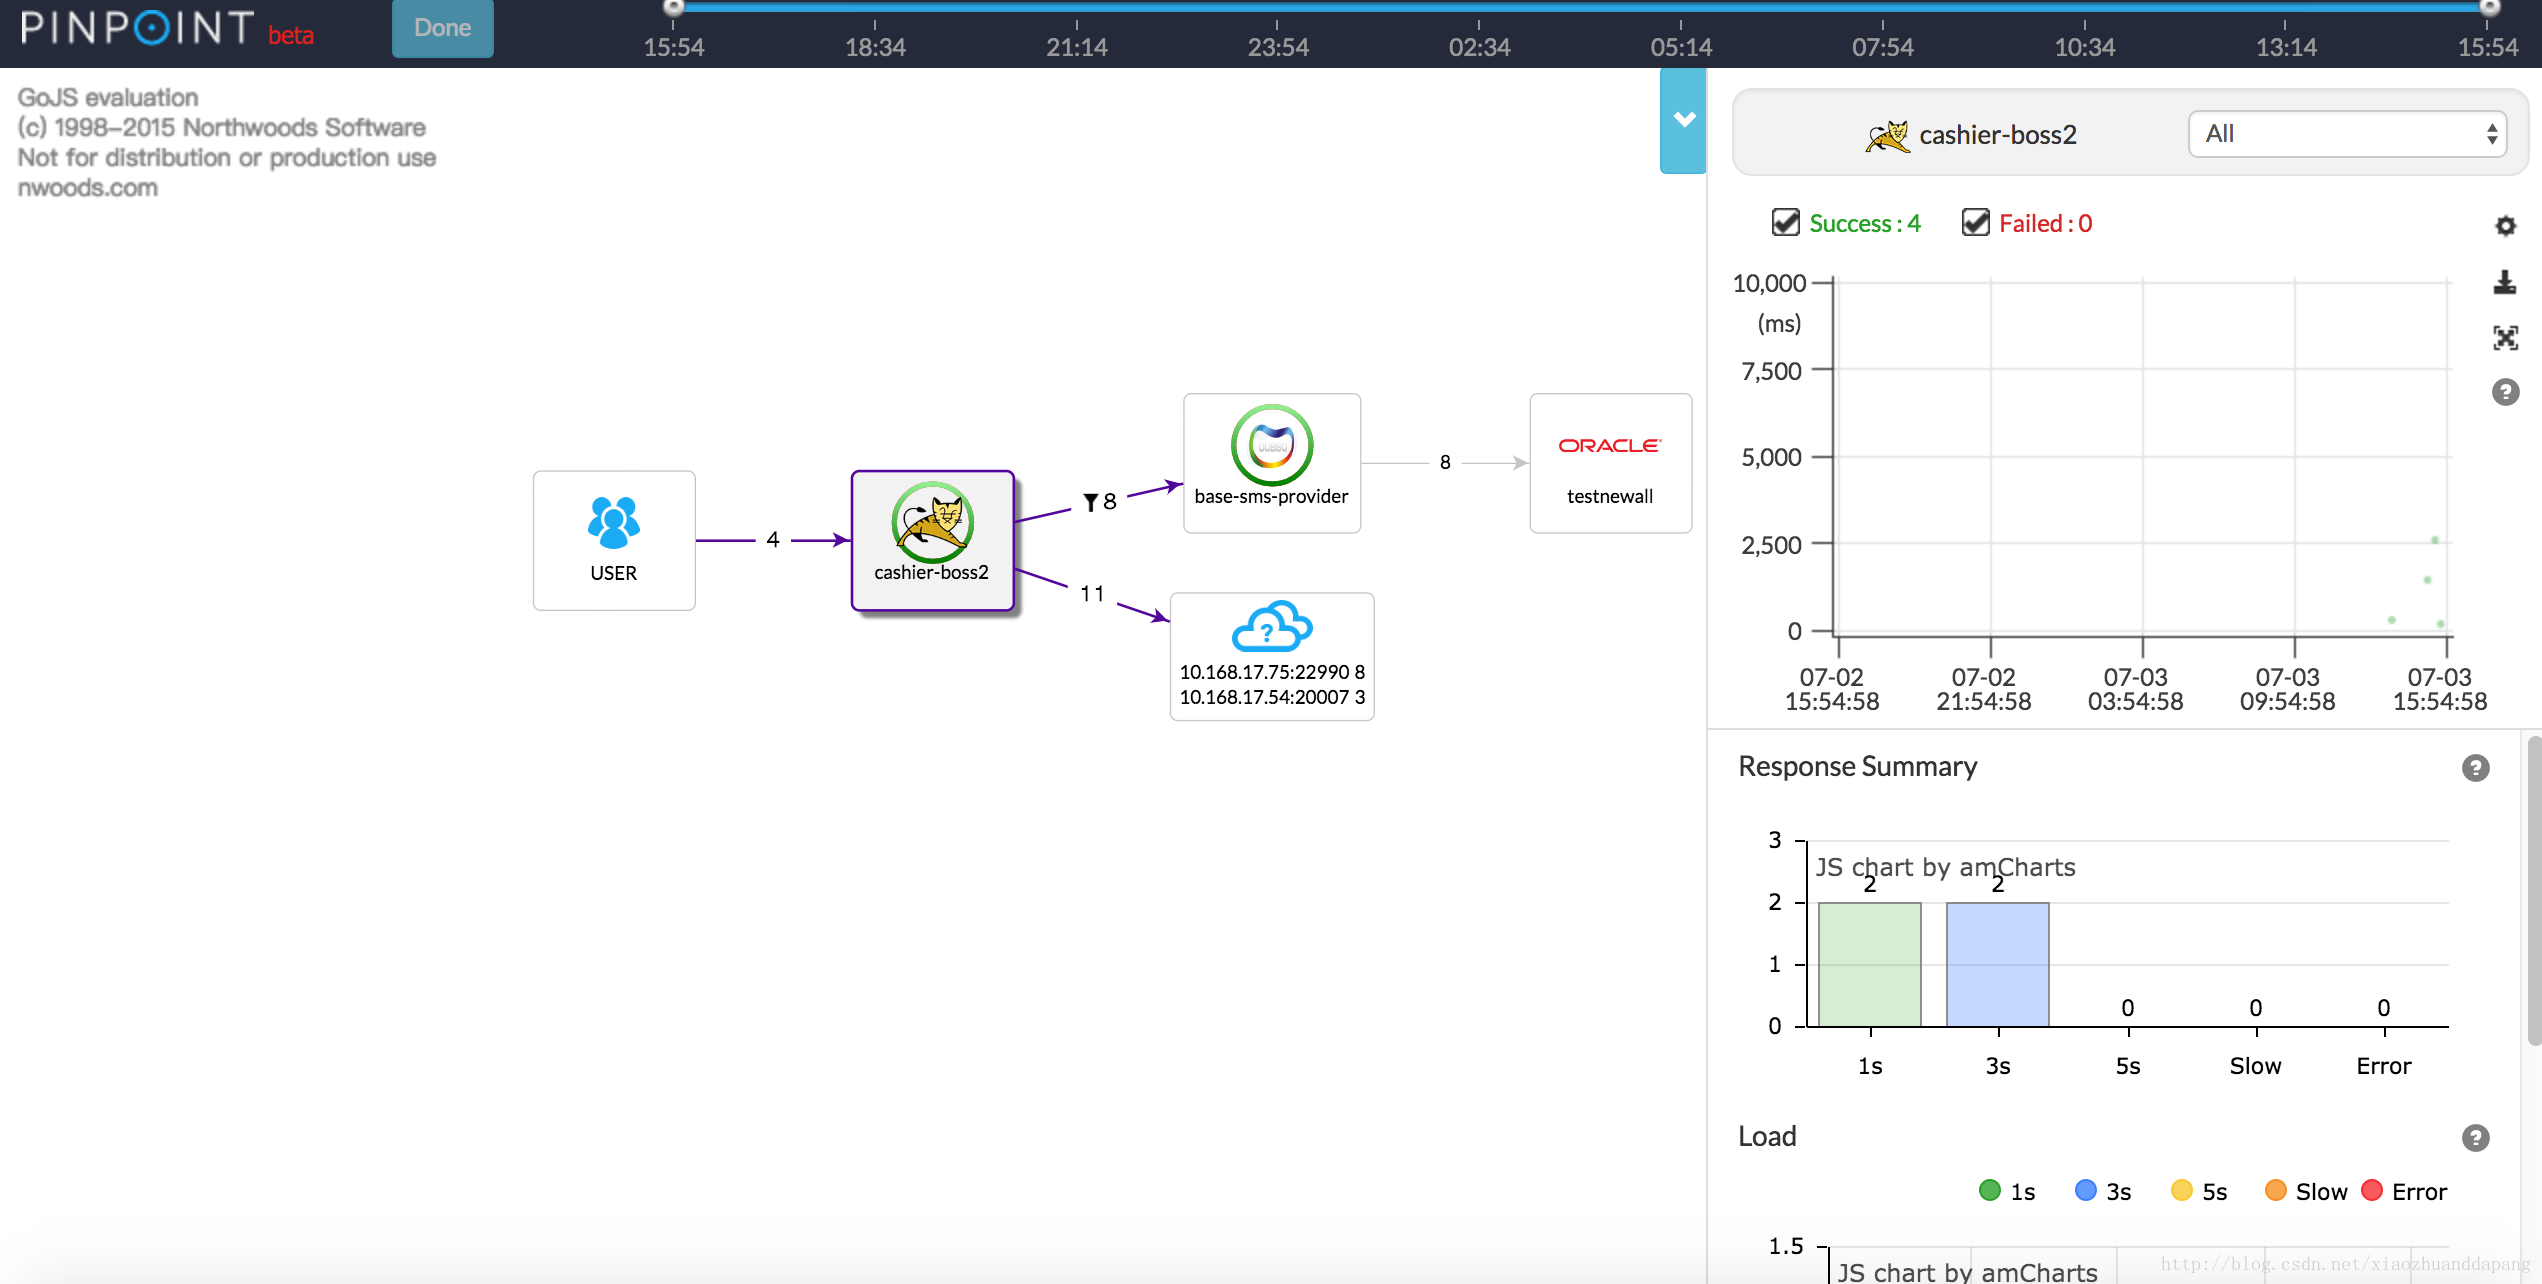 PINPOINT beta
Done
15:54 18:34 21:14 23:54 02:34 05:14 07:54 10:34 13:14 15:54
GoJS evaluation
(c) 1998–2015 Northwoods Software
Not for distribution or production use
nwoods.com
USER
4
cashier-boss2
8
11
DUBBO
base-sms-provider
8
ORACLE
testnewall
?
10.168.17.75:22990 8
10.168.17.54:20007 3
cashier-boss2
All
Success : 4
Failed : 0
?
10,000
(ms)
7,500
5,000
2,500
0
07-02 07-02 07-03 07-03 07-03
15:54:58 21:54:58 03:54:58 09:54:58 15:54:58
Response Summary
?
3
JS chart by amCharts
2 2
2
1
0 0 0
0
1s 3s 5s Slow Error
Load
?
1s 3s 5s Slow Error
1.5
JS chart by amCharts
http://blog.csdn.net/xiaozhuanddapang